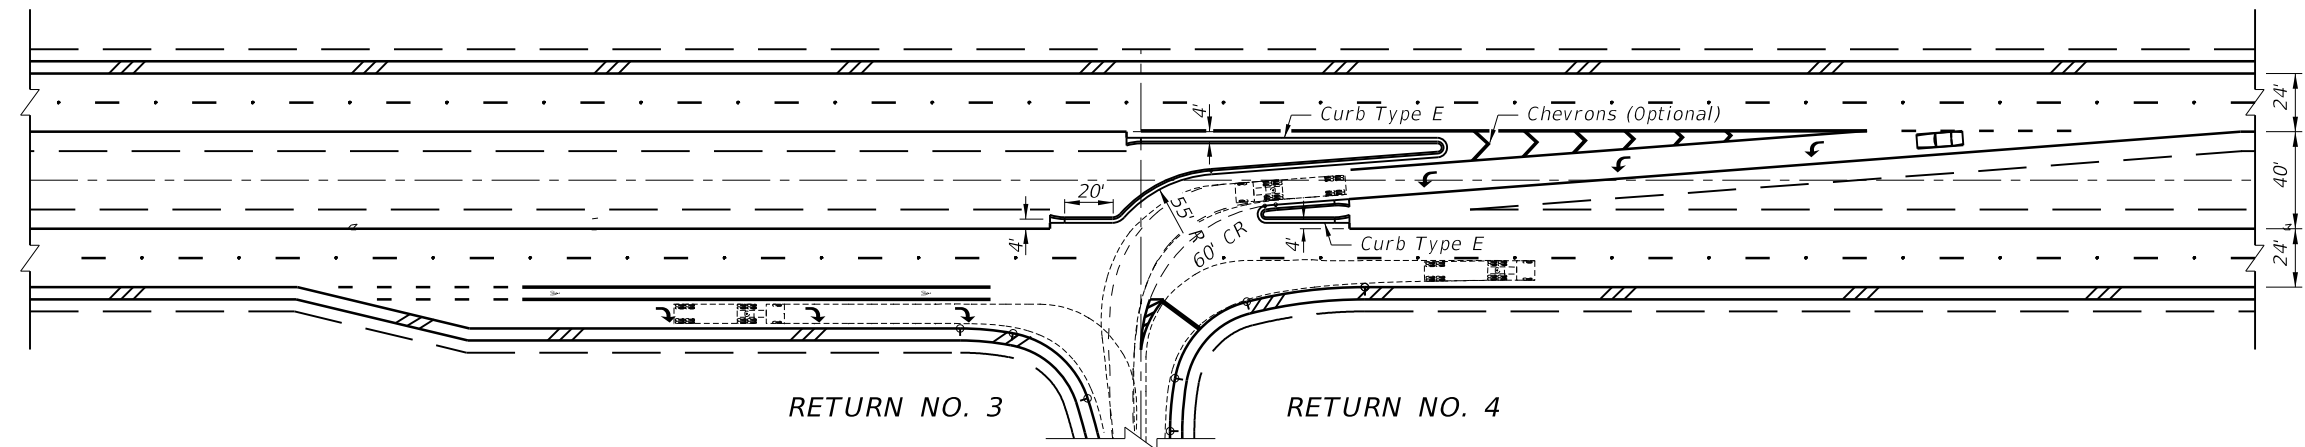 4'
Curb Type E
Chevrons (Optional)
24'
20'
55' R
60' CR
4'
4'
Curb Type E
40'
24'
RETURN NO. 3
RETURN NO. 4